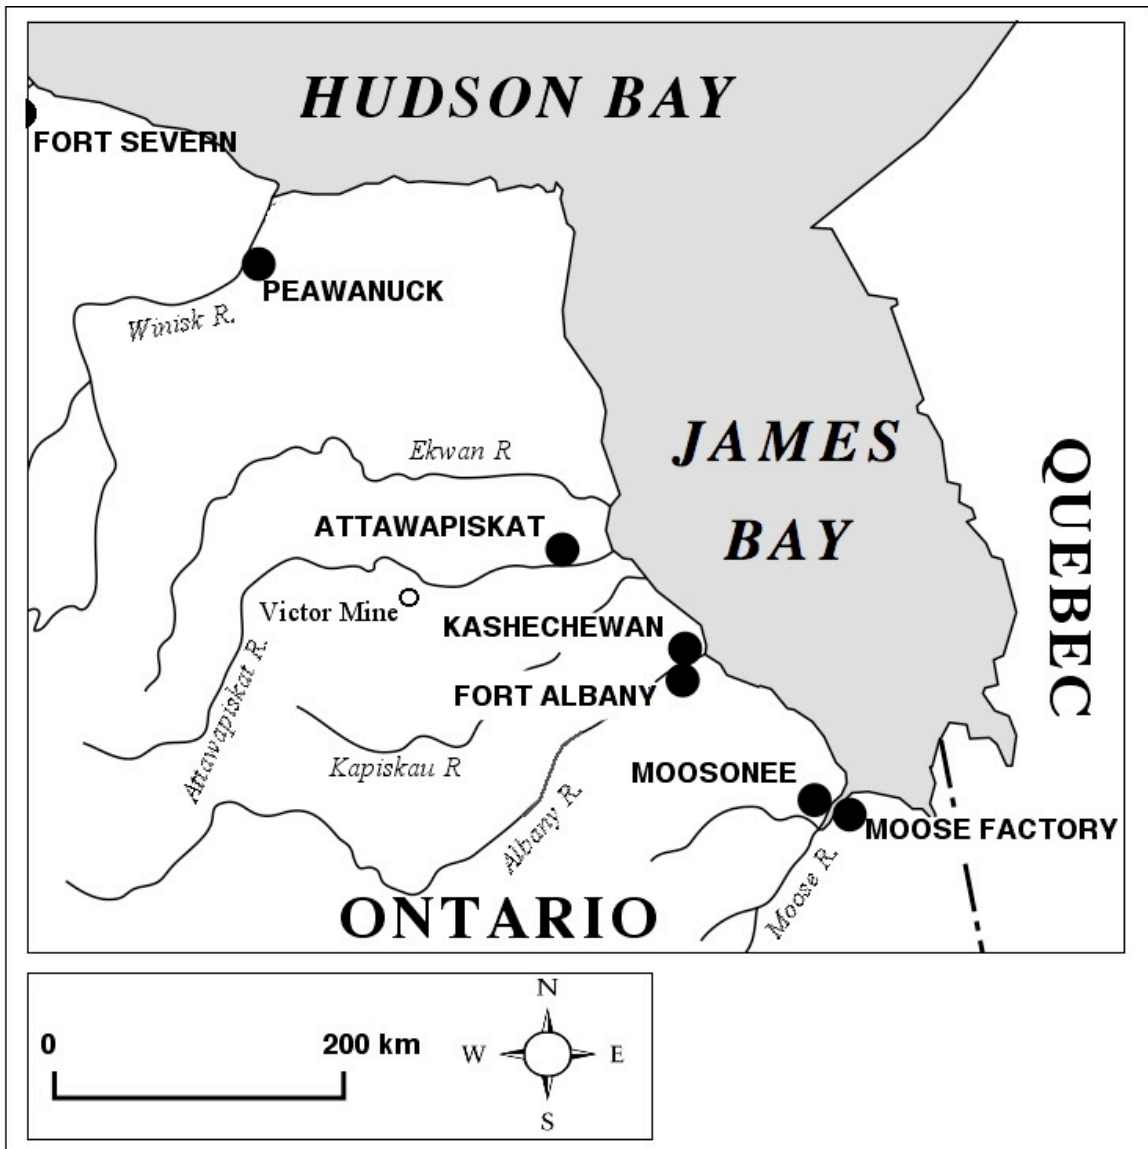 HUDSON BAY
FORT SEVERN
PEAWANUCK
Winisk R.
JAMES
BAY
Ekwan R
QUEBEC
ATTAWAPISKAT
Victor Mine
KASHECHEWAN
Attawapiskat R.
FORT ALBANY
Kapiskau R
MOOSONEE
Albany R.
MOOSE FACTORY
Moose R.
ONTARIO
0 200 km
N
W E
S